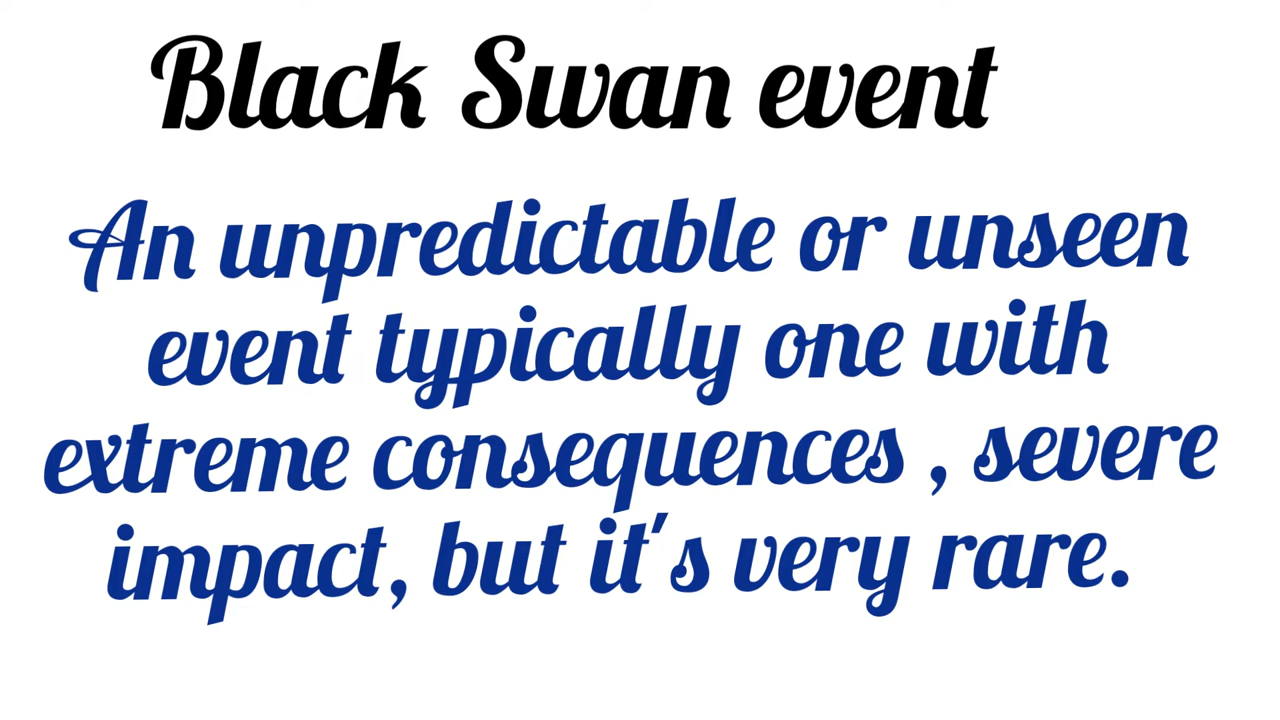 Black Swan event
An unpredictable or unseen
event typically one with
extreme consequences , severe
impact, but it's very rare.